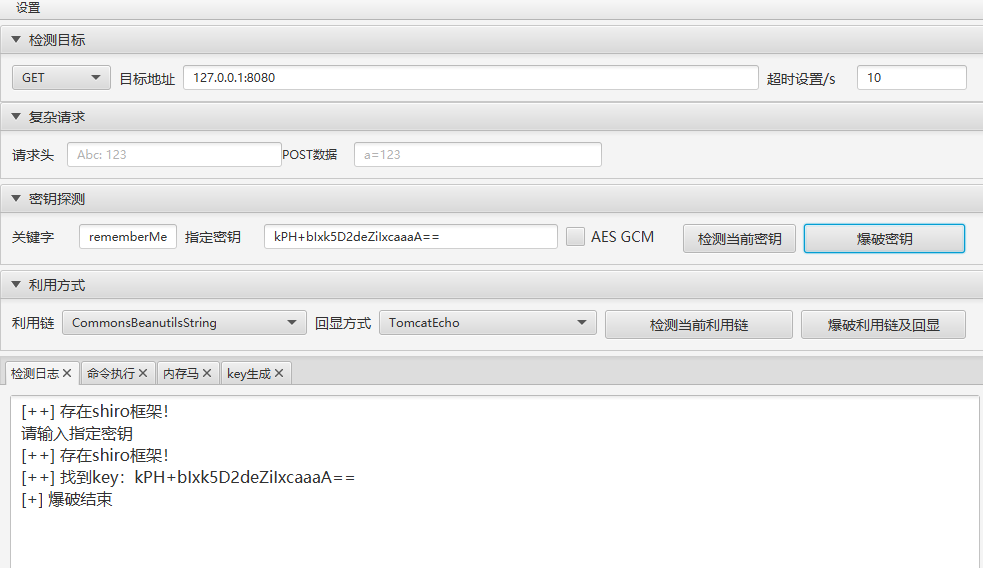 设置
检测目标
GET 目标地址 127.0.0.1:8080 超时设置/s 10
复杂请求
请求头 Abc: 123 POST数据 a=123
密钥探测
关键字 rememberMe 指定密钥 kPH+bIxk5D2deZiIxcaaaA== AES GCM 检测当前密钥 爆破密钥
利用方式
利用链 CommonsBeanutilsString 回显方式 TomcatEcho 检测当前利用链 爆破利用链及回显
检测日志 命令执行 内存马 key生成
[++] 存在shiro框架!
请输入指定密钥
[++] 存在shiro框架!
[++] 找到key：kPH+bIxk5D2deZiIxcaaaA==
[+] 爆破结束